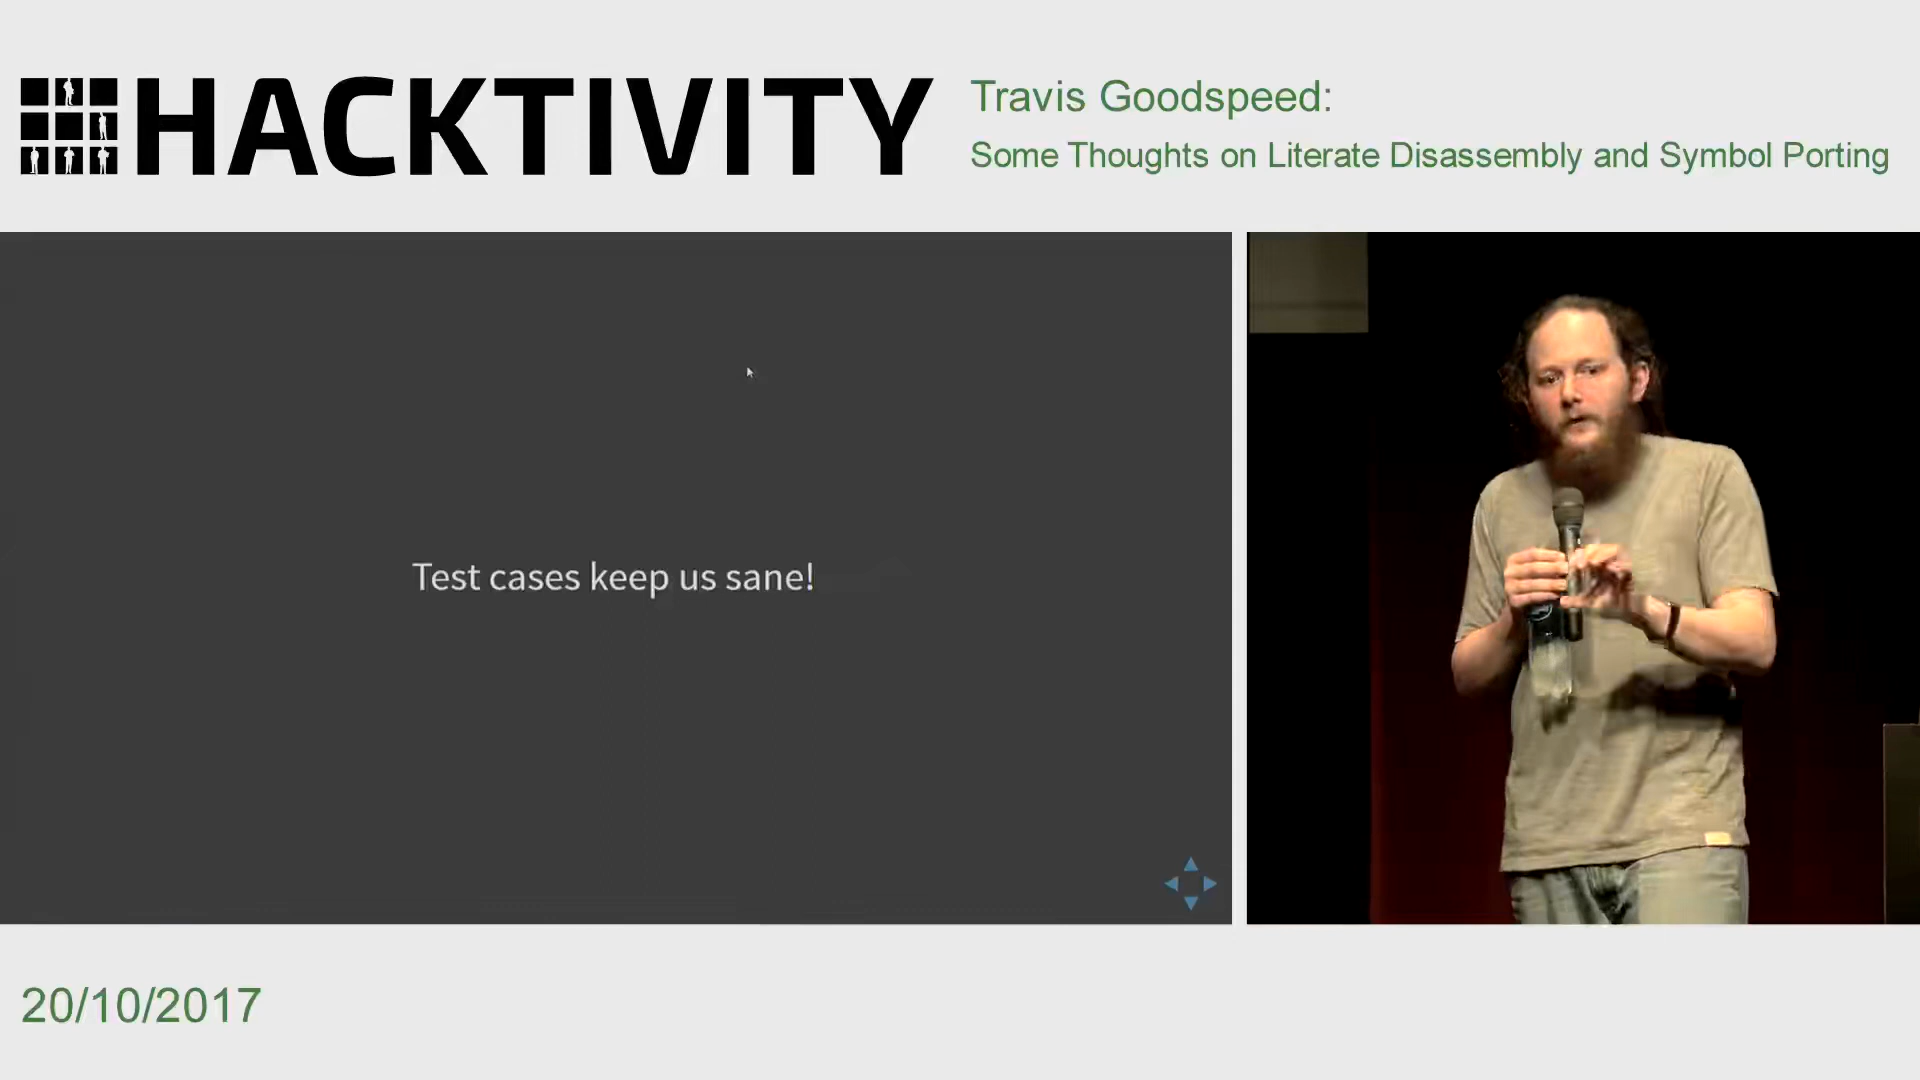 HACKTIVITY
Travis Goodspeed:
Some Thoughts on Literate Disassembly and Symbol Porting
Test cases keep us sane!
20/10/2017